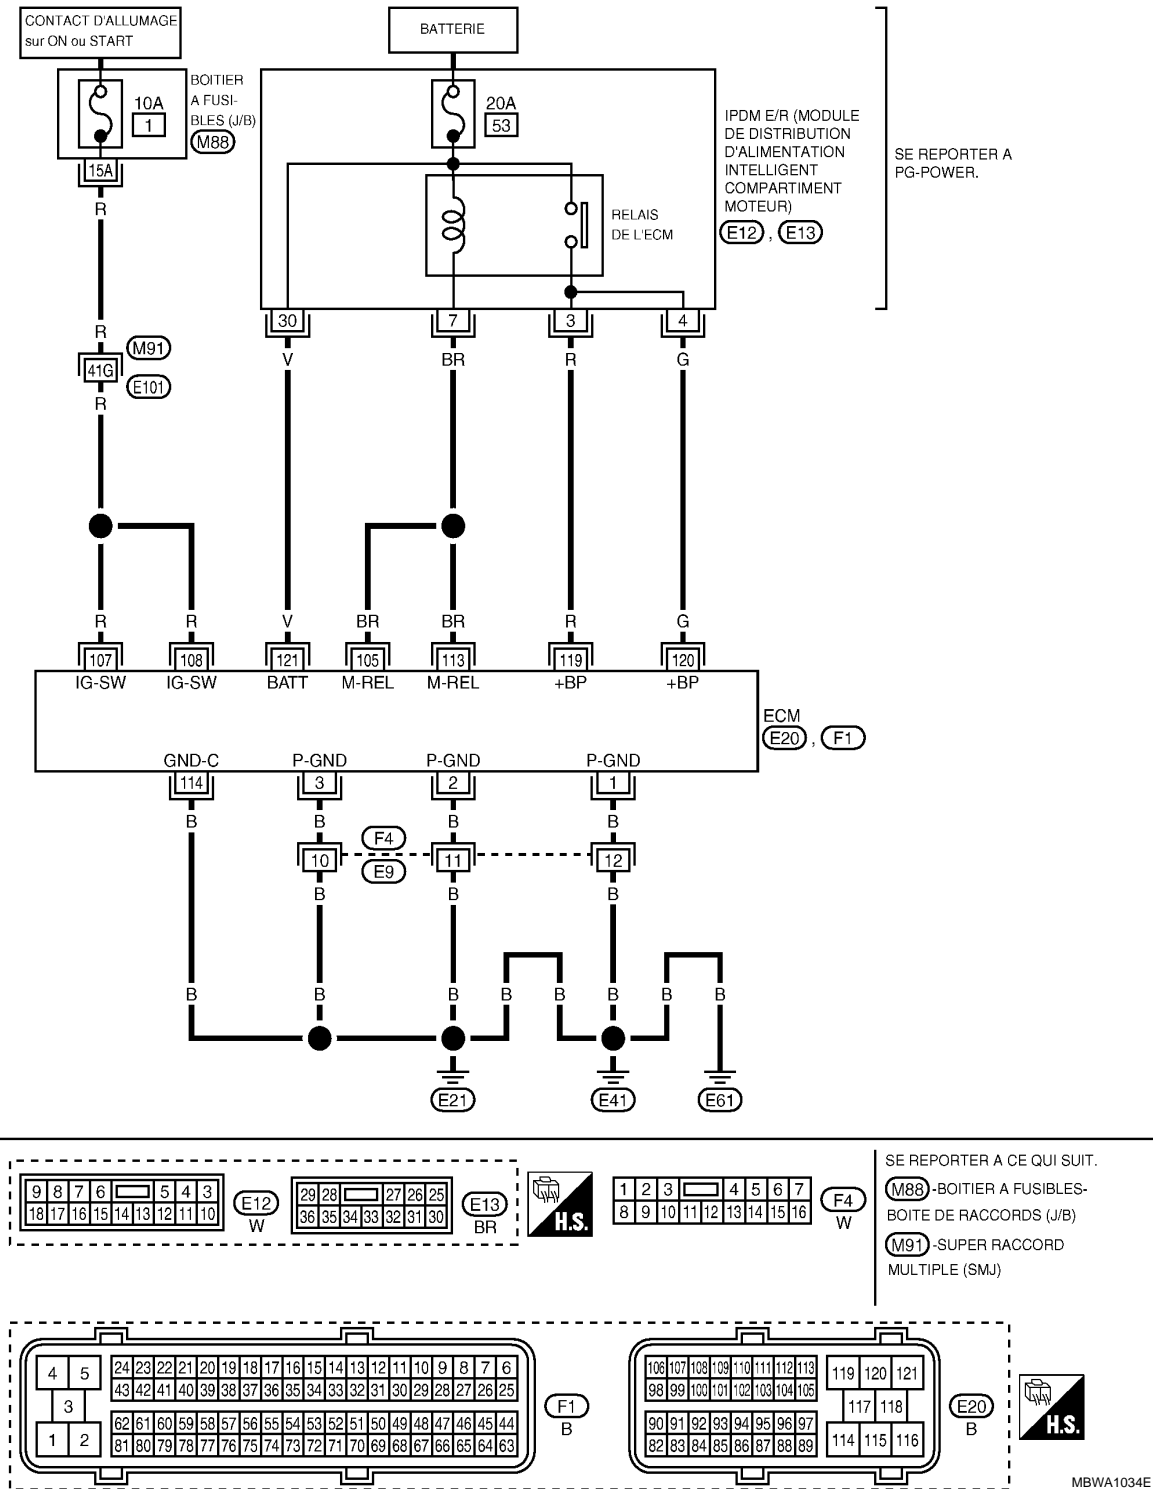 CONTACT D'ALLUMAGE
sur ON ou START
BATTERIE
10A
1
BOITIER
A FUSI-
BLES (J/B)
M88
15A
20A
53
IPDM E/R (MODULE
DE DISTRIBUTION
D'ALIMENTATION
INTELLIGENT
COMPARTIMENT
MOTEUR)
E12 , E13
SE REPORTER A
PG-POWER.
RELAIS
DE L'ECM
R
30 7 3 4
V BR R G
R
M91
41G
E101
R
R R V BR BR R G
107 108 121 105 113 119 120
IG-SW IG-SW BATT M-REL M-REL +BP +BP
ECM
E20 , F1
GND-C P-GND P-GND P-GND
114 3 2 1
B B B B
F4
10 11 12
E9
B B B
B B B B B B B B
E21 E41 E61
9 8 7 6 5 4 3
18 17 16 15 14 13 12 11 10
E12
W
29 28 27 26 25
36 35 34 33 32 31 30
E13
BR
H.S.
1 2 3 4 5 6 7
8 9 10 11 12 13 14 15 16
F4
W
SE REPORTER A CE QUI SUIT.
M88 -BOITIER A FUSIBLES-
BOITE DE RACCORDS (J/B)
M91 -SUPER RACCORD
MULTIPLE (SMJ)
4 5
3
1 2
24 23 22 21 20 19 18 17 16 15 14 13 12 11 10 9 8 7 6
43 42 41 40 39 38 37 36 35 34 33 32 31 30 29 28 27 26 25
62 61 60 59 58 57 56 55 54 53 52 51 50 49 48 47 46 45 44
81 80 79 78 77 76 75 74 73 72 71 70 69 68 67 66 65 64 63
F1
B
106 107 108 109 110 111 112 113
98 99 100 101 102 103 104 105
90 91 92 93 94 95 96 97
82 83 84 85 86 87 88 89
119 120 121
117 118
114 115 116
E20
B
H.S.
MBWA1034E